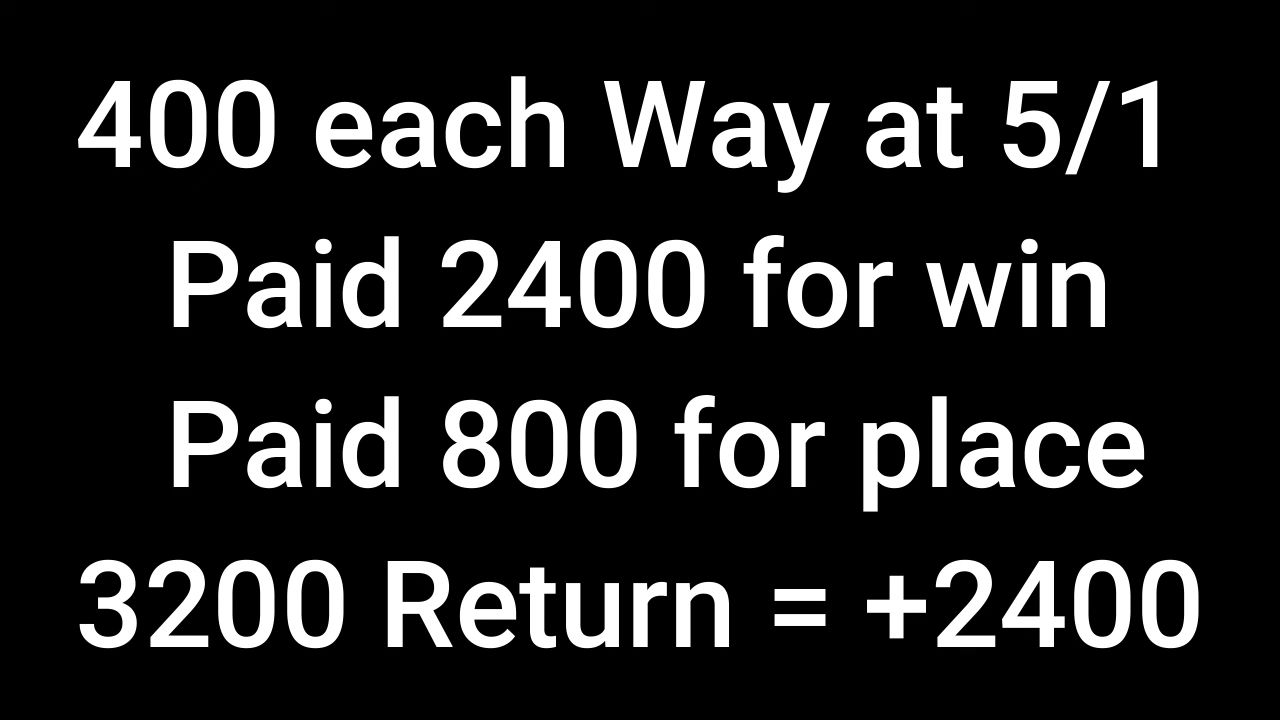 400 each Way at 5/1
Paid 2400 for win
Paid 800 for place
3200 Return = +2400